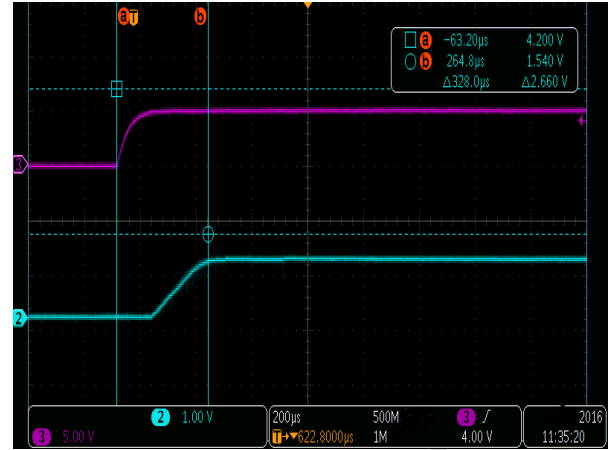 a T b
a -63.20µs 4.200 V
b 264.8µs 1.540 V
Δ328.0µs Δ2.660 V
3
2
2 1.00 V
3 5.00 V
200µs 500M 3 2016
T→▼622.8000µs 1M 4.00 V 11:35:20